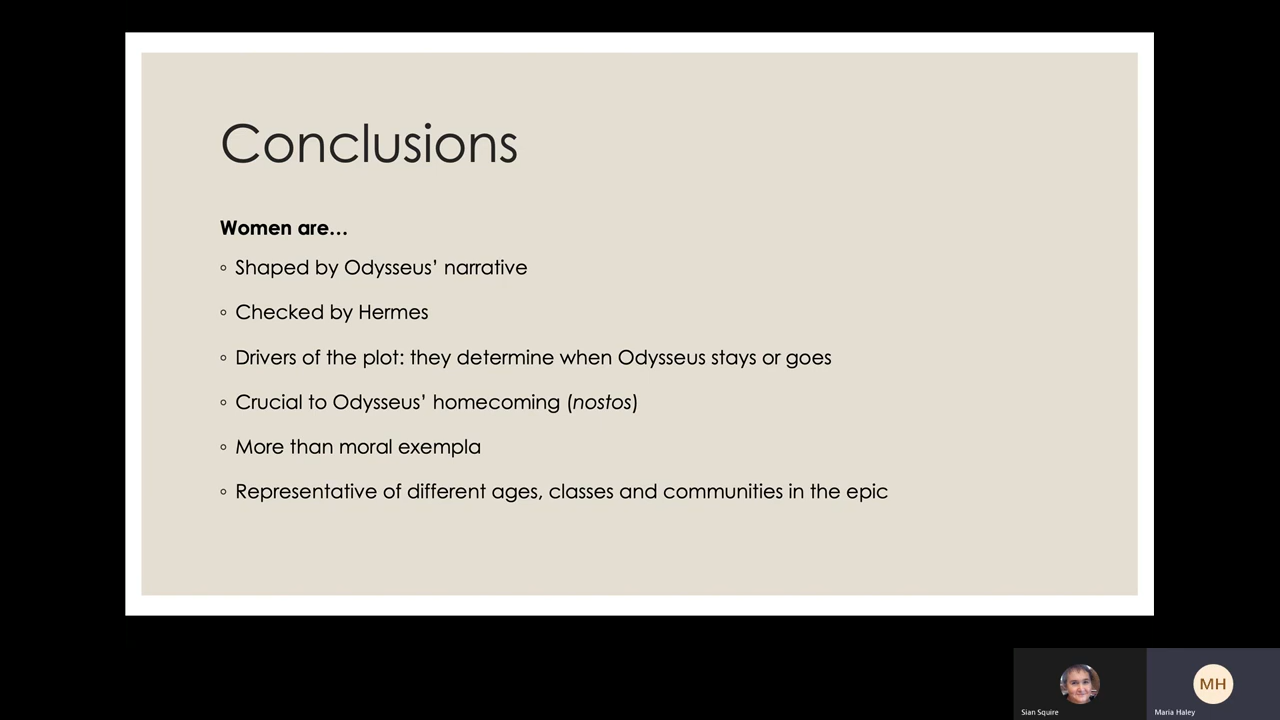 Conclusions
Women are…
◦ Shaped by Odysseus’ narrative
◦ Checked by Hermes
◦ Drivers of the plot: they determine when Odysseus stays or goes
◦ Crucial to Odysseus’ homecoming (nostos)
◦ More than moral exempla
◦ Representative of different ages, classes and communities in the epic
MH
Sian Squire
Maria Haley